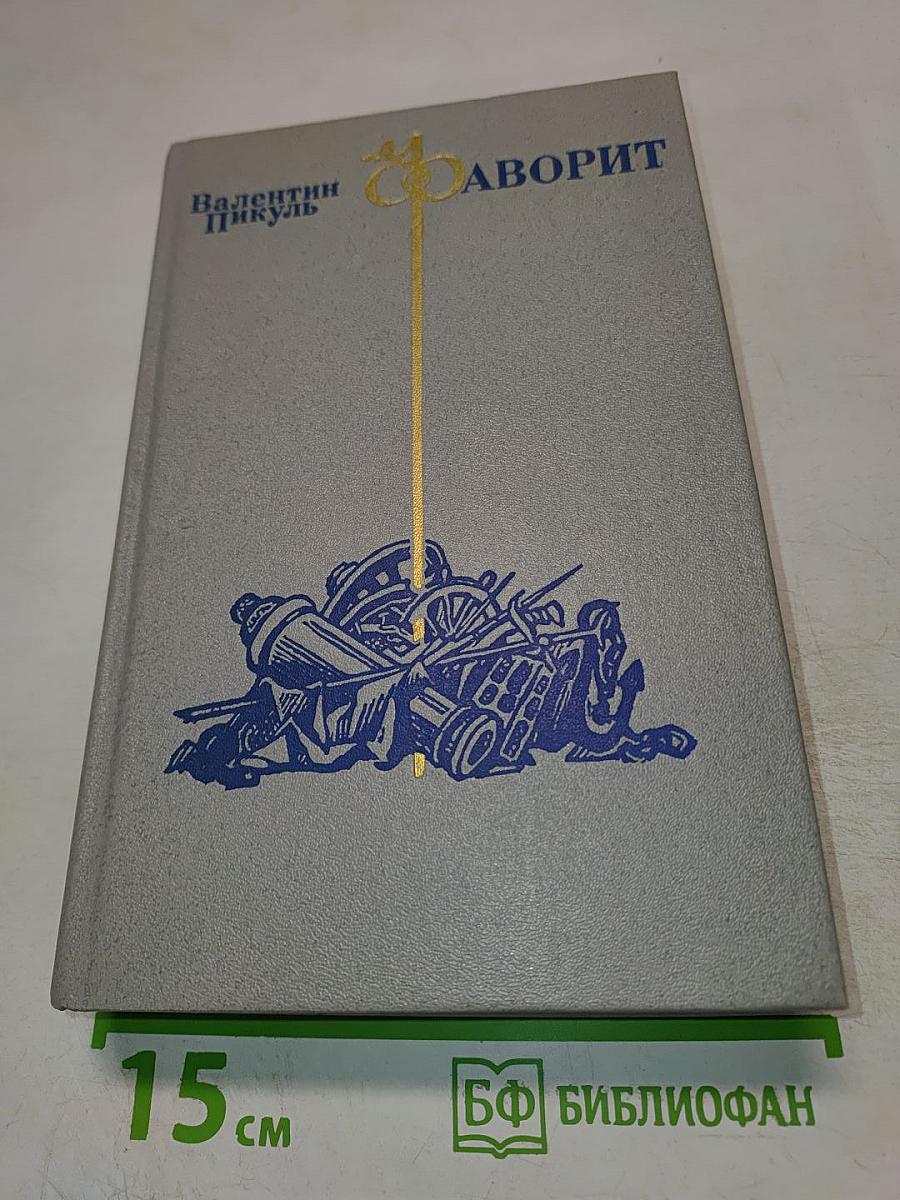 Валентин
Пикуль
ФАВОРИТ
15 см
БФ БИБЛИОФАН